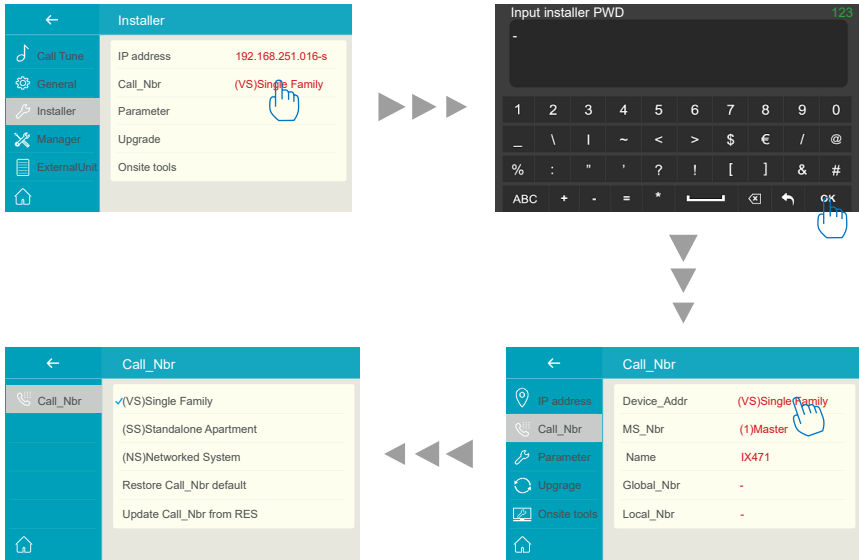 Installer
Call Tune
General
Installer
Manager
ExternalUnit
IP address 192.168.251.016-s
Call_Nbr (VS)Single Family
Parameter
Upgrade
Onsite tools
Input installer PWD 123
-
1 2 3 4 5 6 7 8 9 0
_ \ | ~ < > $ € / @
% : " ' ? ! [ ] & #
ABC + - = * OK
Call_Nbr
Call_Nbr
✓(VS)Single Family
(SS)Standalone Apartment
(NS)Networked System
Restore Call_Nbr default
Update Call_Nbr from RES
Call_Nbr
IP address
Call_Nbr
Parameter
Upgrage
Onsite tools
Device_Addr (VS)Single Family
MS_Nbr (1)Master
Name IX471
Global_Nbr -
Local_Nbr -